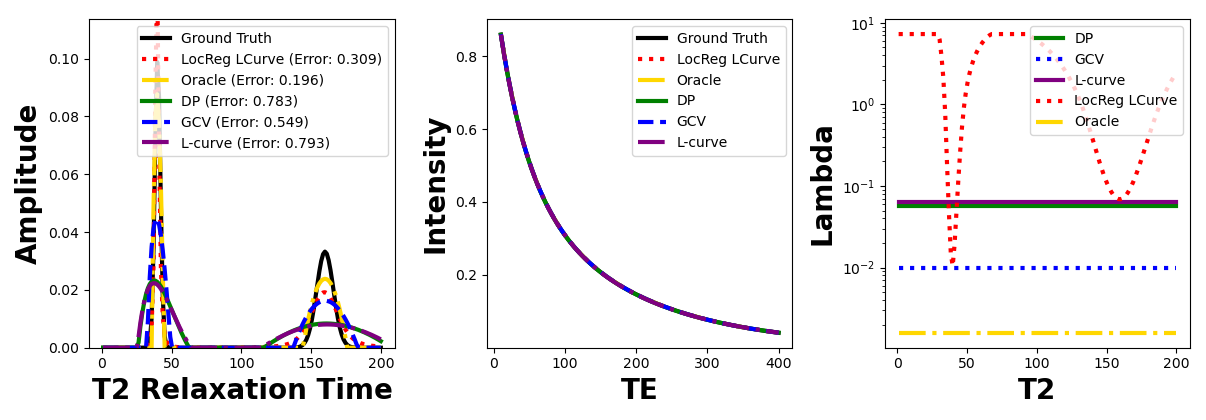 Amplitude
0.10
0.08
0.06
0.04
0.02
0.00
Ground Truth
LocReg LCurve (Error: 0.309)
Oracle (Error: 0.196)
DP (Error: 0.783)
GCV (Error: 0.549)
L-curve (Error: 0.793)
0 50 100 150 200
T2 Relaxation Time
Intensity
0.8
0.6
0.4
0.2
Ground Truth
LocReg LCurve
Oracle
DP
GCV
L-curve
0 100 200 300 400
TE
Lambda
10¹
10⁰
10⁻¹
10⁻²
DP
GCV
L-curve
LocReg LCurve
Oracle
0 50 100 150 200
T2